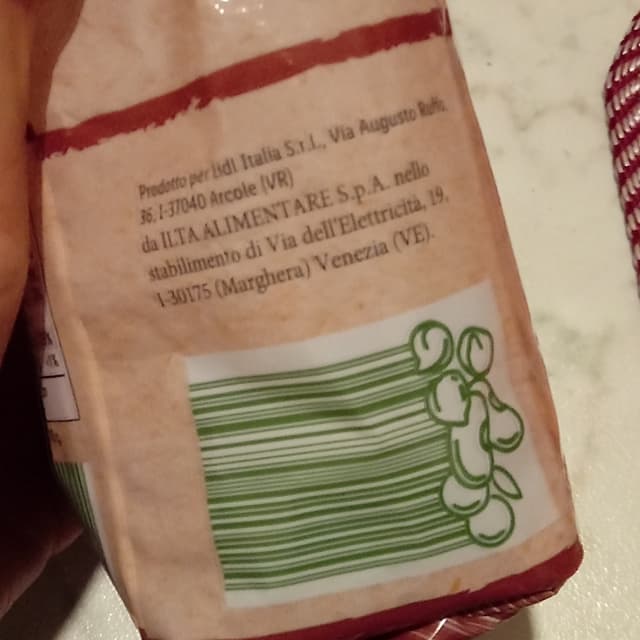 Prodotto per Lidl Italia S.r.l., Via Augusto Ruffo
36, I-37040 Arcole (VR)
da ILTA ALIMENTARE S.p.A. nello
stabilimento di Via dell'Elettricità, 19,
I-30175 (Marghera) Venezia (VE).